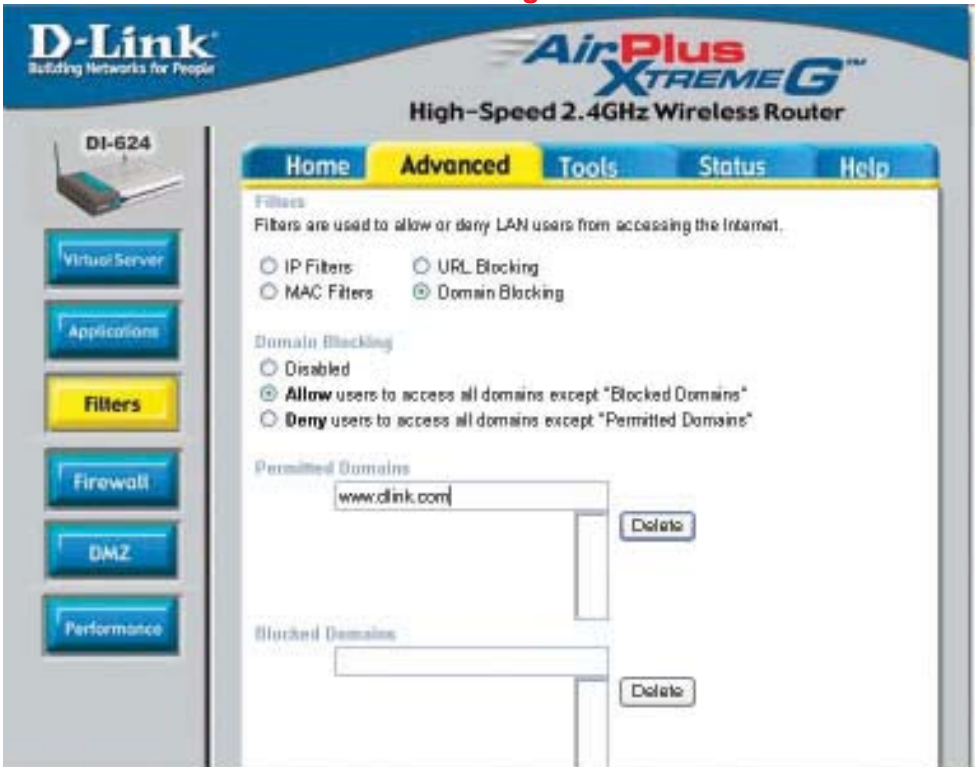 D-Link
Building Networks for People
AirPlus
XTREME G™
High-Speed 2.4GHz Wireless Router
DI-624
Home Advanced Tools Status Help
Filters
Filters are used to allow or deny LAN users from accessing the Internet.
IP Filters URL Blocking
MAC Filters Domain Blocking
Domain Blocking
Disabled
Allow users to access all domains except "Blocked Domains"
Deny users to access all domains except "Permitted Domains"
Permitted Domains
www.dlink.com
Delete
Blocked Domains
Delete
Virtual Server
Applications
Filters
Firewall
DMZ
Performance